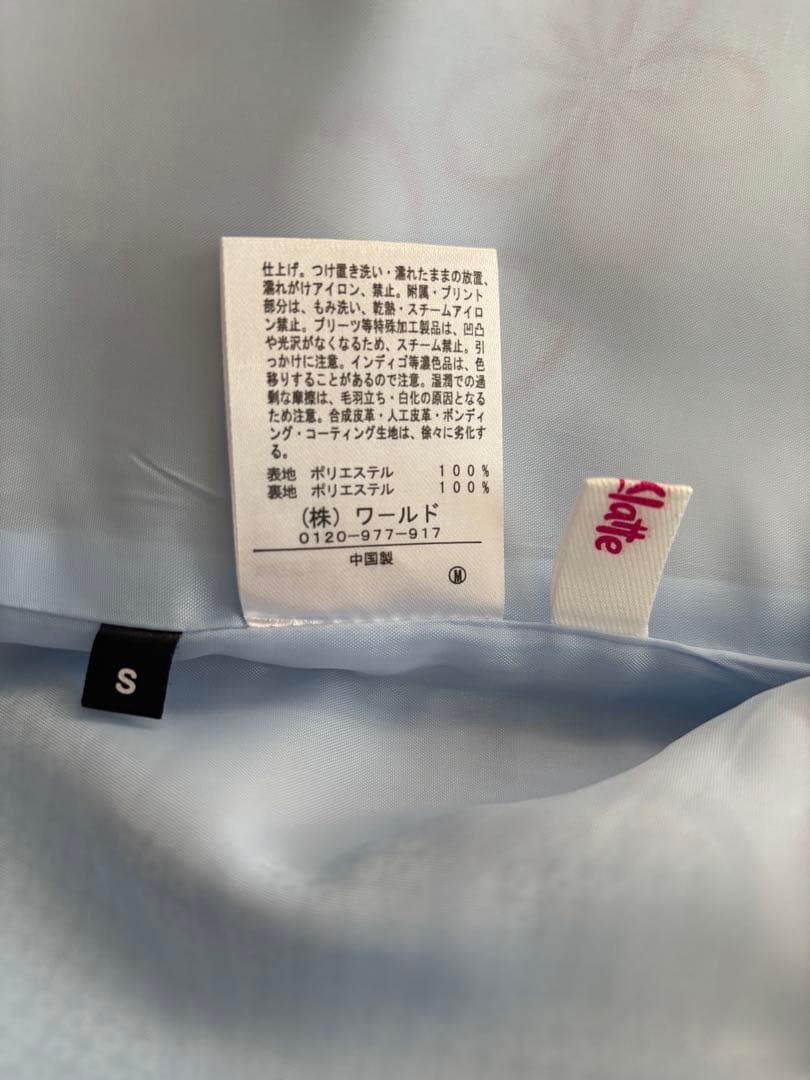 仕上げ。つけ置き洗い・濡れたままの放置、
濡れがけアイロン、禁止。附属・プリント
部分は、もみ洗い、乾熱・スチームアイロ
ン禁止。プリーツ等特殊加工製品は、凹凸
や光沢がなくなるため、スチーム禁止。引
っかけに注意。インディゴ等濃色品は、色
移りすることがあるので注意。湿潤での過
剰な摩擦は、毛羽立ち・白化の原因となる
ため注意。合成皮革・人工皮革・ボンディ
ング・コーティング生地は、徐々に劣化す
る。
表地 ポリエステル 100%
裏地 ポリエステル 100%
(株) ワールド
0120-977-917
中国製
M
S
latte